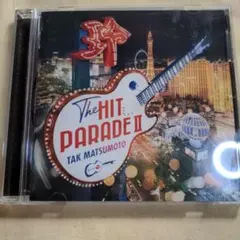 The HIT
PARADE II
TAK MATSUMOTO